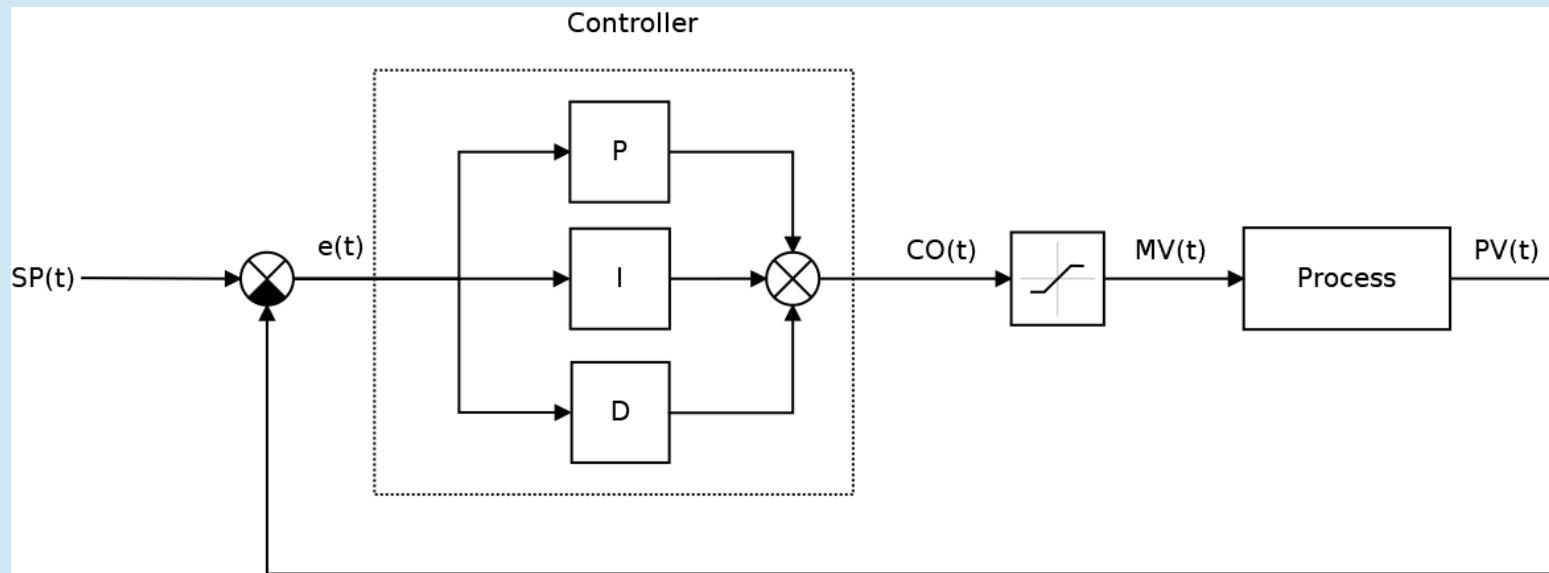 Controller
P
SP(t)
e(t)
I
CO(t)
MV(t)
Process
PV(t)
D